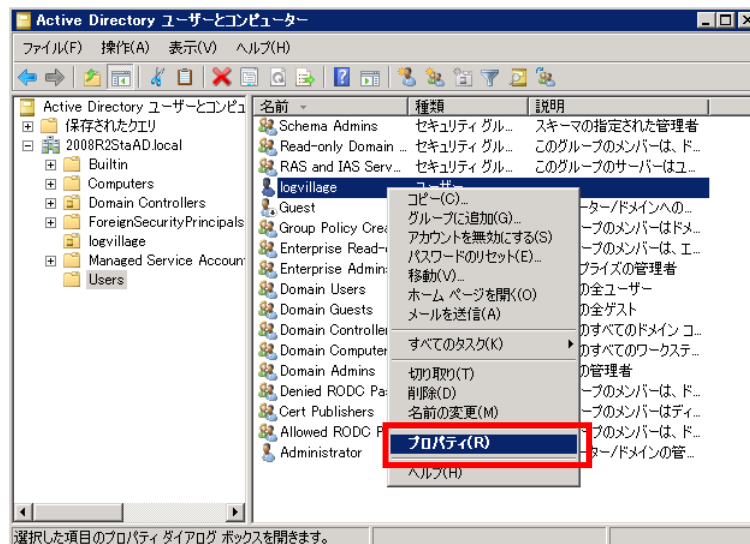 Active Directory ユーザーとコンピューター
ファイル(F) 操作(A) 表示(V) ヘルプ(H)
Active Directory ユーザーとコンピュ
保存されたクエリ
2008R2StaAD.local
Builtin
Computers
Domain Controllers
ForeignSecurityPrincipals
logvillage
Managed Service Accoun
Users
名前 種類 説明
Schema Admins セキュリティ グル... スキーマの指定された管理者
Read-only Domain ... セキュリティ グル... このグループのメンバーは、ド...
RAS and IAS Serv... セキュリティ グル... このグループのサーバーはユ...
logvillage ユーザー
Guest ーター/ドメインへの...
Group Policy Crea ープのメンバーはドメ...
Enterprise Read- ープのメンバーは、エ...
Enterprise Admin プライズの管理者
Domain Users の全ユーザー
Domain Guests の全ゲスト
Domain Controlle のすべてのドメイン コ...
Domain Computer のすべてのワークステ...
Domain Admins の管理者
Denied RODC Pa ープのメンバーは、ド...
Cert Publishers ープのメンバーはディ...
Allowed RODC P ープのメンバーは、ド...
Administrator ーター/ドメインの管...
コピー(C)...
グループに追加(G)...
アカウントを無効にする(S)
パスワードのリセット(E)...
移動(V)...
ホーム ページを開く(O)
メールを送信(A)
すべてのタスク(K)
切り取り(T)
削除(D)
名前の変更(M)
プロパティ(R)
ヘルプ(H)
選択した項目のプロパティ ダイアログ ボックスを開きます。